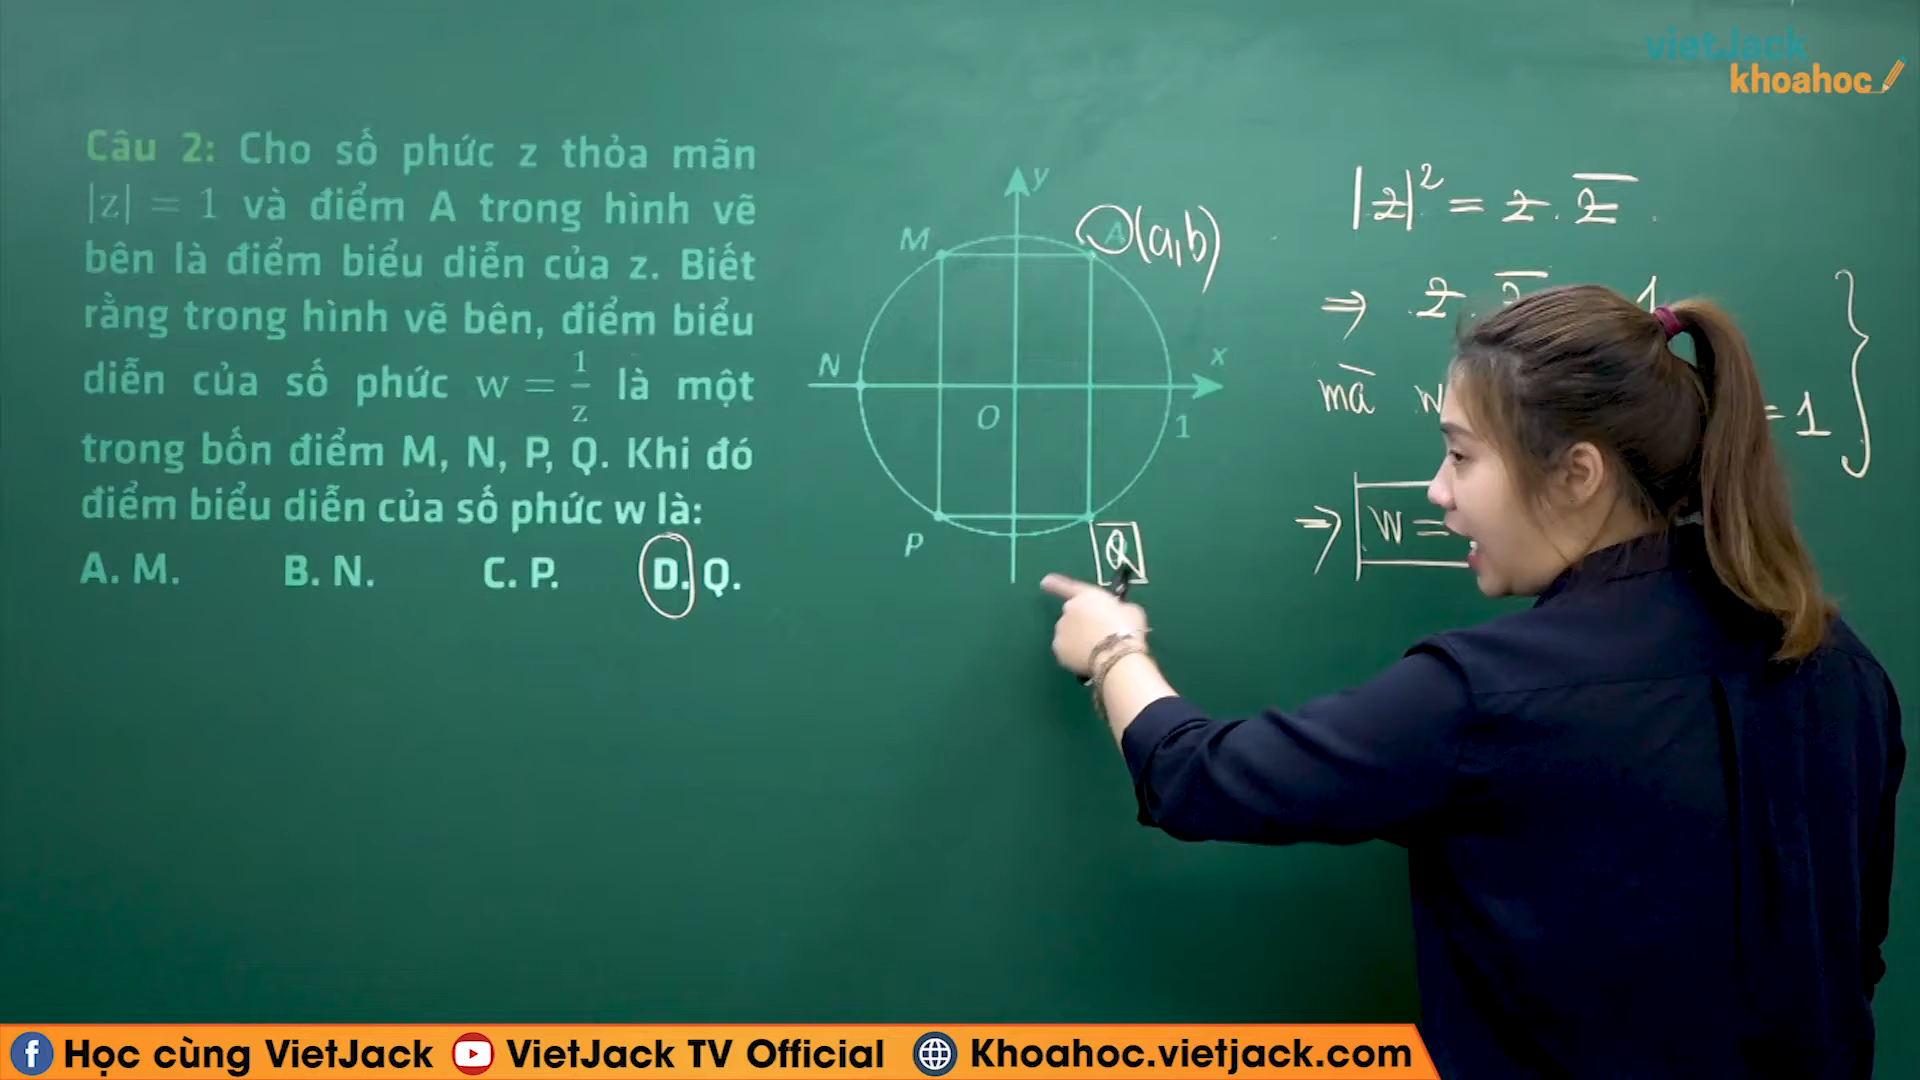 vietJack
khoahoc
Câu 2: Cho số phức z thỏa mãn
|z| = 1 và điểm A trong hình vẽ
bên là điểm biểu diễn của z. Biết
rằng trong hình vẽ bên, điểm biểu
diễn của số phức w = 1/z là một
trong bốn điểm M, N, P, Q. Khi đó
điểm biểu diễn của số phức w là:
A. M. B. N. C. P. D. Q.
y
M
A (a,b)
N
x
O
1
P
Q
|z|² = z . z̅
⇒ z . z̅ 1
mà w = 1
⇒ w =
Học cùng VietJack VietJack TV Official Khoahoc.vietjack.com